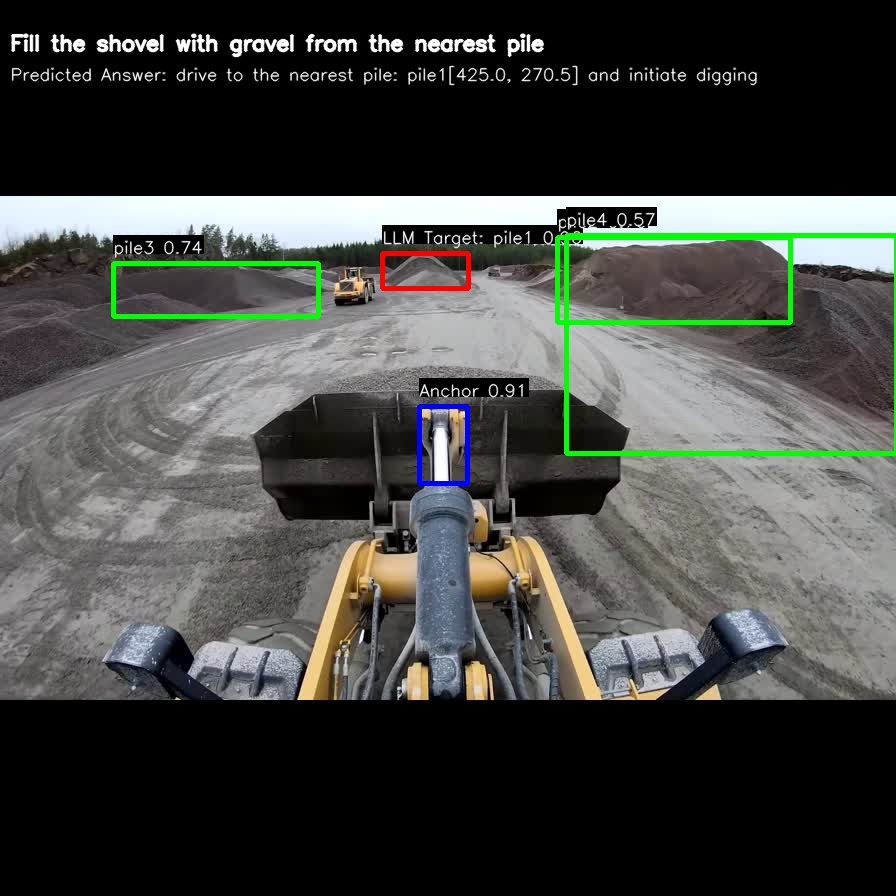 Fill the shovel with gravel from the nearest pile
Predicted Answer: drive to the nearest pile: pile1[425.0, 270.5] and initiate digging
pile4 0.57
LLM Target: pile1
pile3 0.74
Anchor 0.91